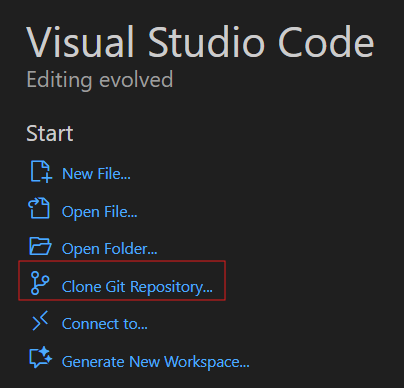 Visual Studio Code
Editing evolved
Start
New File...
Open File...
Open Folder...
Clone Git Repository...
Connect to...
Generate New Workspace...